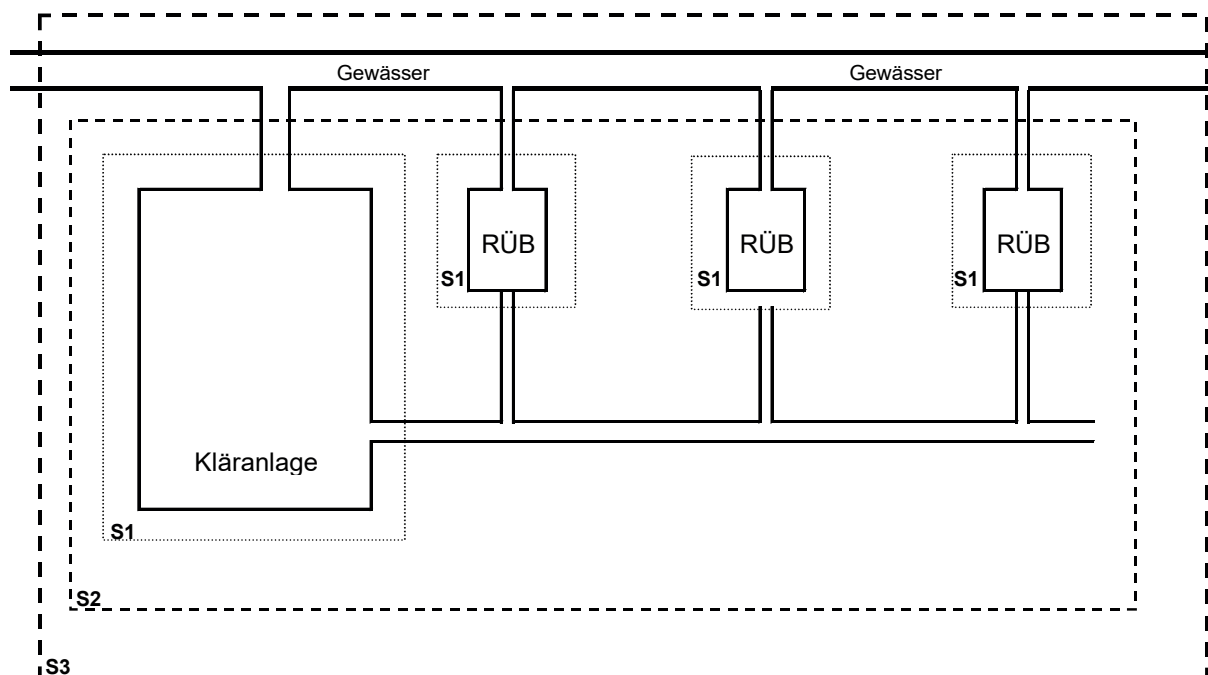 Gewässer
Gewässer
RÜB
RÜB
RÜB
S1
S1
S1
Kläranlage
S1
S2
S3